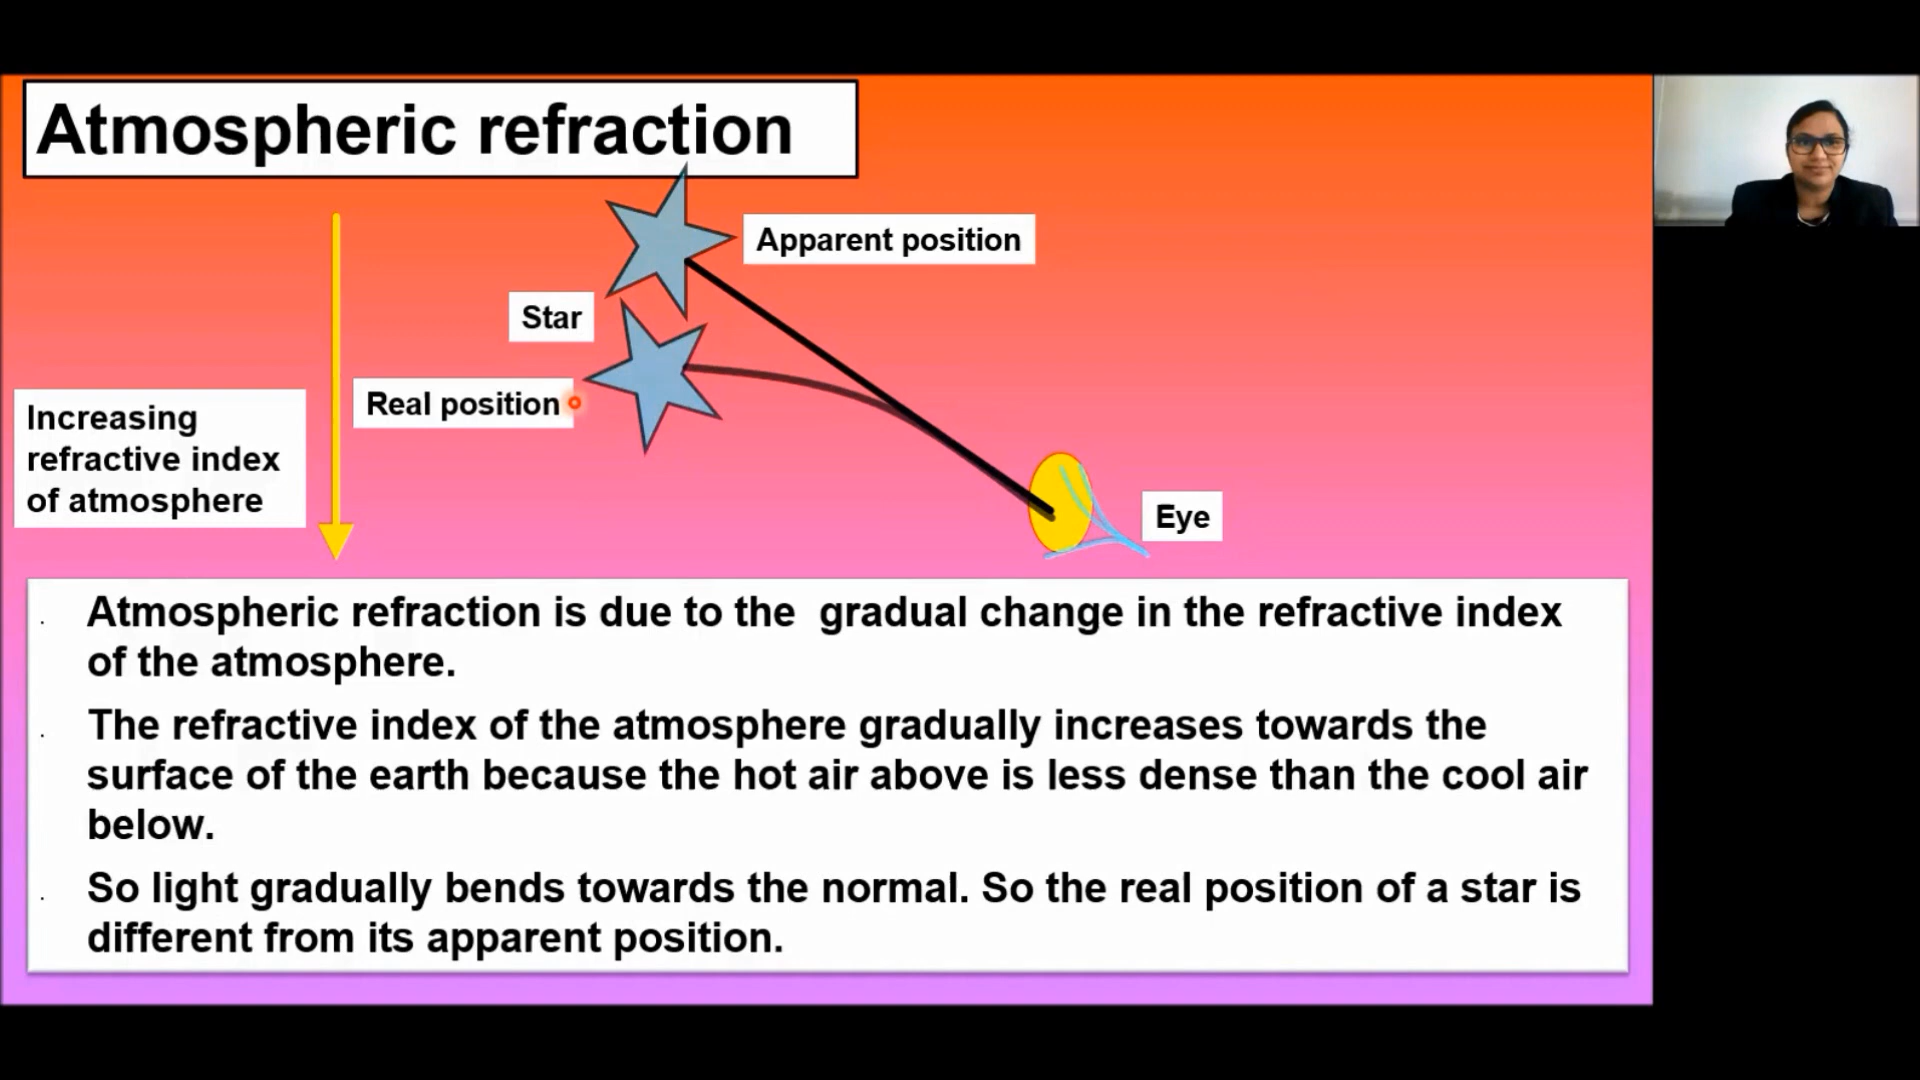 Atmospheric refraction
Apparent position
Star
Real position
Increasing
refractive index
of atmosphere
Eye
Atmospheric refraction is due to the gradual change in the refractive index
of the atmosphere.
The refractive index of the atmosphere gradually increases towards the
surface of the earth because the hot air above is less dense than the cool air
below.
So light gradually bends towards the normal. So the real position of a star is
different from its apparent position.